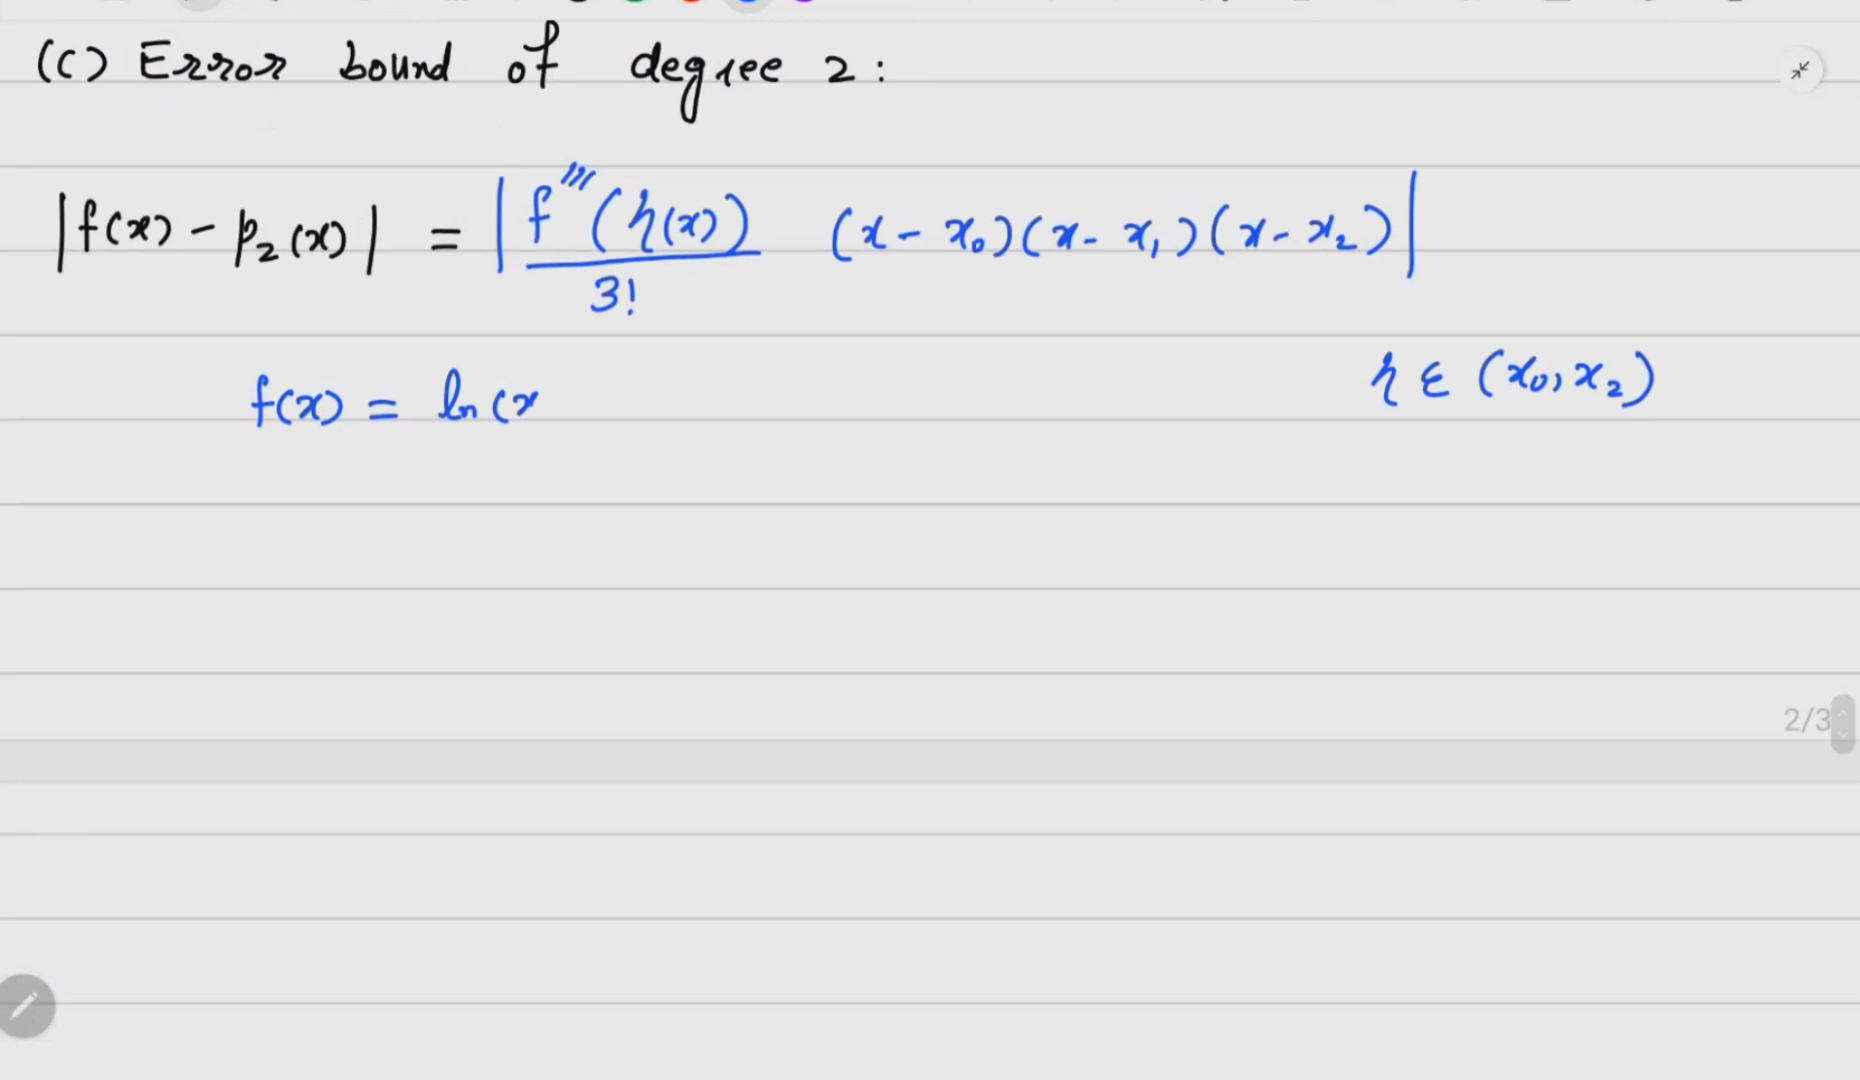 (c) Error bound of degree 2:
|f(x) - p₂(x)| = | f'''(η(x)) / 3! (x - x₀)(x - x₁)(x - x₂) |
η ε (x₀, x₂)
f(x) = ln(x
2/3